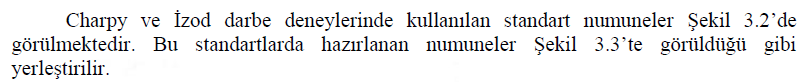 Charpy ve İzod darbe deneylerinde kullanılan standart numuneler Şekil 3.2’de
görülmektedir. Bu standartlarda hazırlanan numuneler Şekil 3.3’te görüldüğü gibi
yerleştirilir.